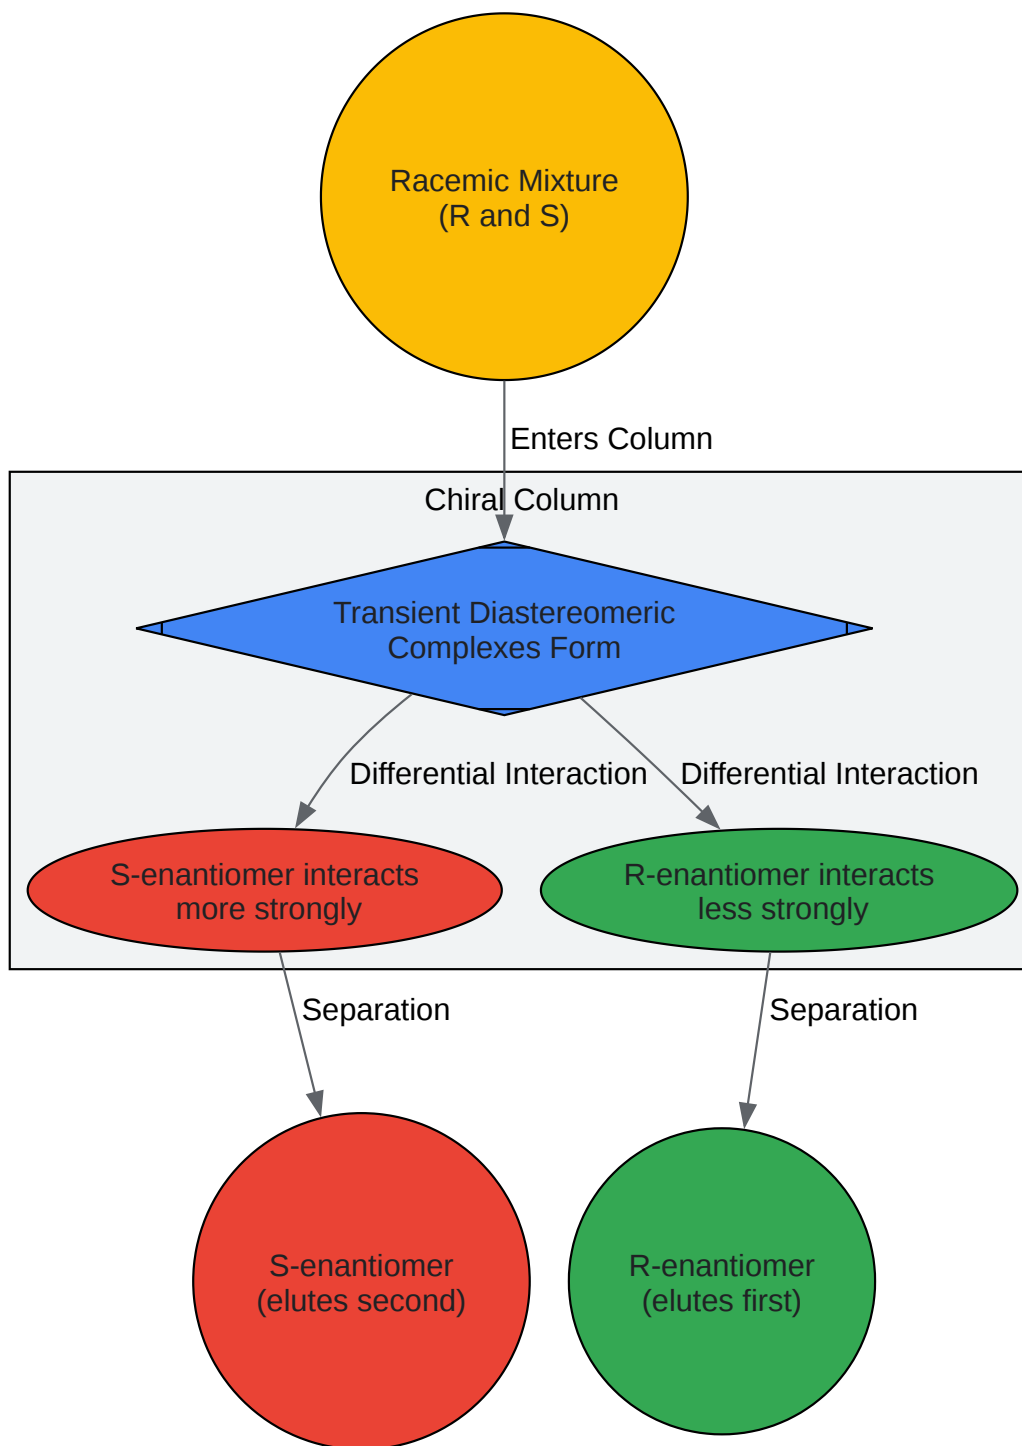 Racemic Mixture
(R and S)
Enters Column
Chiral Column
Transient Diastereomeric
Complexes Form
Differential Interaction
Differential Interaction
S-enantiomer interacts
more strongly
R-enantiomer interacts
less strongly
Separation
Separation
S-enantiomer
(elutes second)
R-enantiomer
(elutes first)